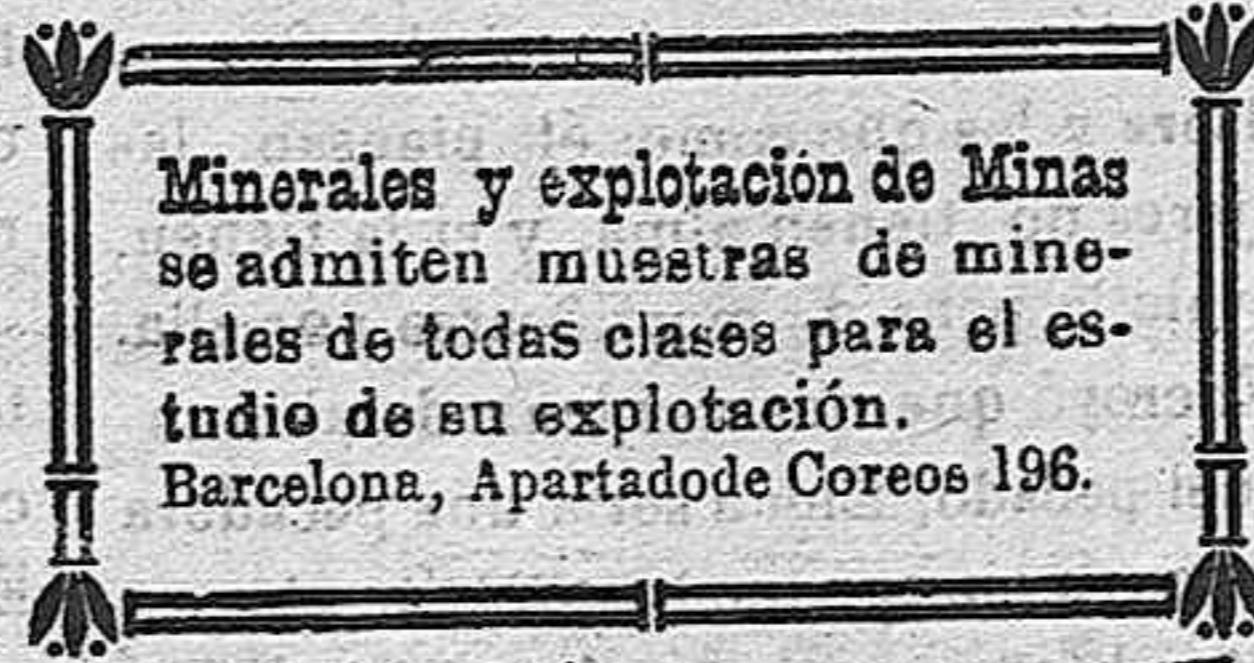 Minerales y explotación de Minas
se admiten muestras de mine-
rales de todas clases para el es-
tudio de su explotación.
Barcelona, Apartadode Coreos 196.